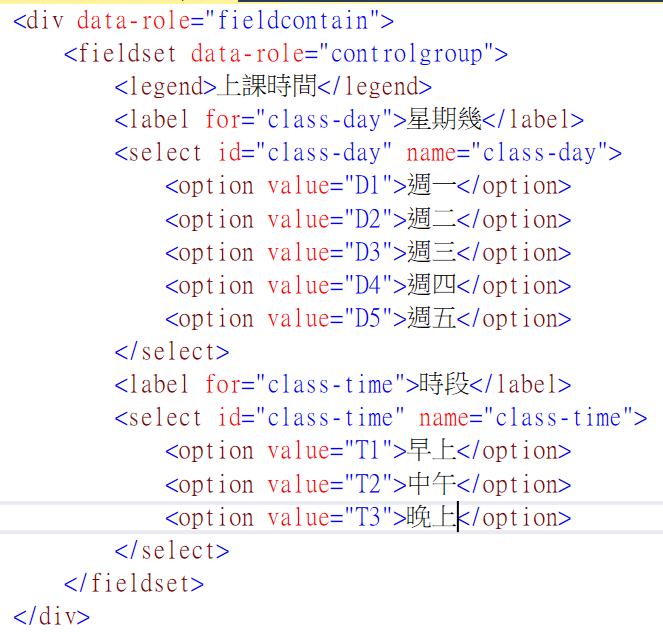 <div data-role="fieldcontain">
    <fieldset data-role="controlgroup">
        <legend>上課時間</legend>
        <label for="class-day">星期幾</label>
        <select id="class-day" name="class-day">
            <option value="D1">週一</option>
            <option value="D2">週二</option>
            <option value="D3">週三</option>
            <option value="D4">週四</option>
            <option value="D5">週五</option>
        </select>
        <label for="class-time">時段</label>
        <select id="class-time" name="class-time">
            <option value="T1">早上</option>
            <option value="T2">中午</option>
            <option value="T3">晚上</option>
        </select>
    </fieldset>
</div>